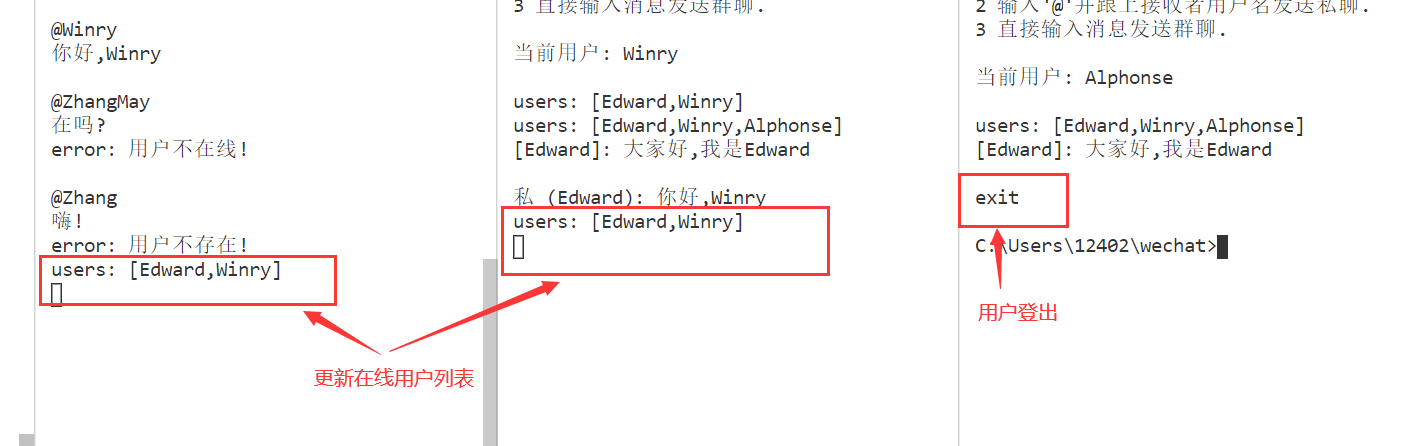 @Winry
你好,Winry
@ZhangMay
在吗?
error: 用户不在线!
@Zhang
嗨!
error: 用户不存在!
users: [Edward,Winry]
更新在线用户列表
3 直接输入消息发送群聊.
当前用户: Winry
users: [Edward,Winry]
users: [Edward,Winry,Alphonse]
[Edward]: 大家好,我是Edward
私 (Edward): 你好,Winry
users: [Edward,Winry]
2 输入'@'并跟上接收者用户名发送私聊.
3 直接输入消息发送群聊.
当前用户: Alphonse
users: [Edward,Winry,Alphonse]
[Edward]: 大家好,我是Edward
exit
C:\Users\12402\wechat>
用户登出